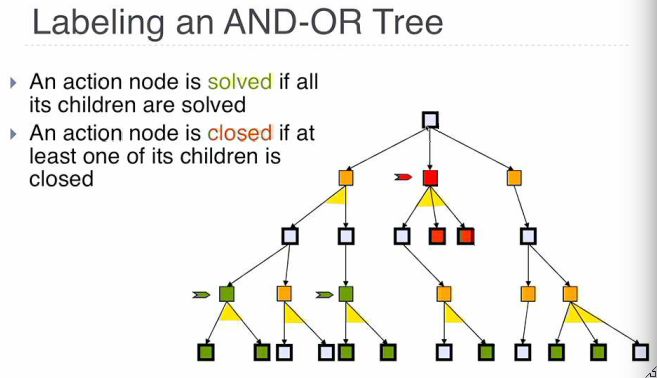 Labeling an AND-OR Tree
An action node is solved if all
its children are solved
An action node is closed if at
least one of its children is
closed